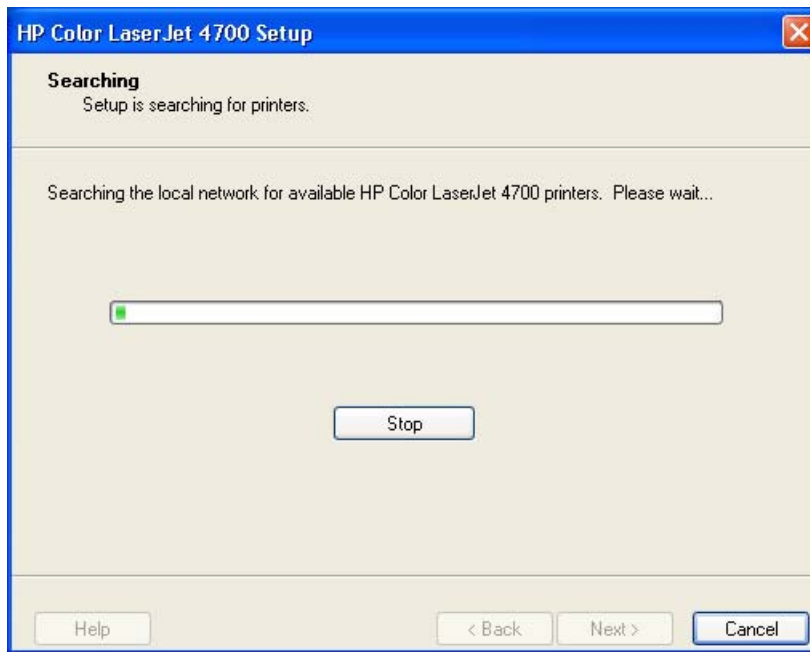 HP Color LaserJet 4700 Setup
Searching
Setup is searching for printers.
Searching the local network for available HP Color LaserJet 4700 printers. Please wait...
Stop
Help
< Back
Next >
Cancel